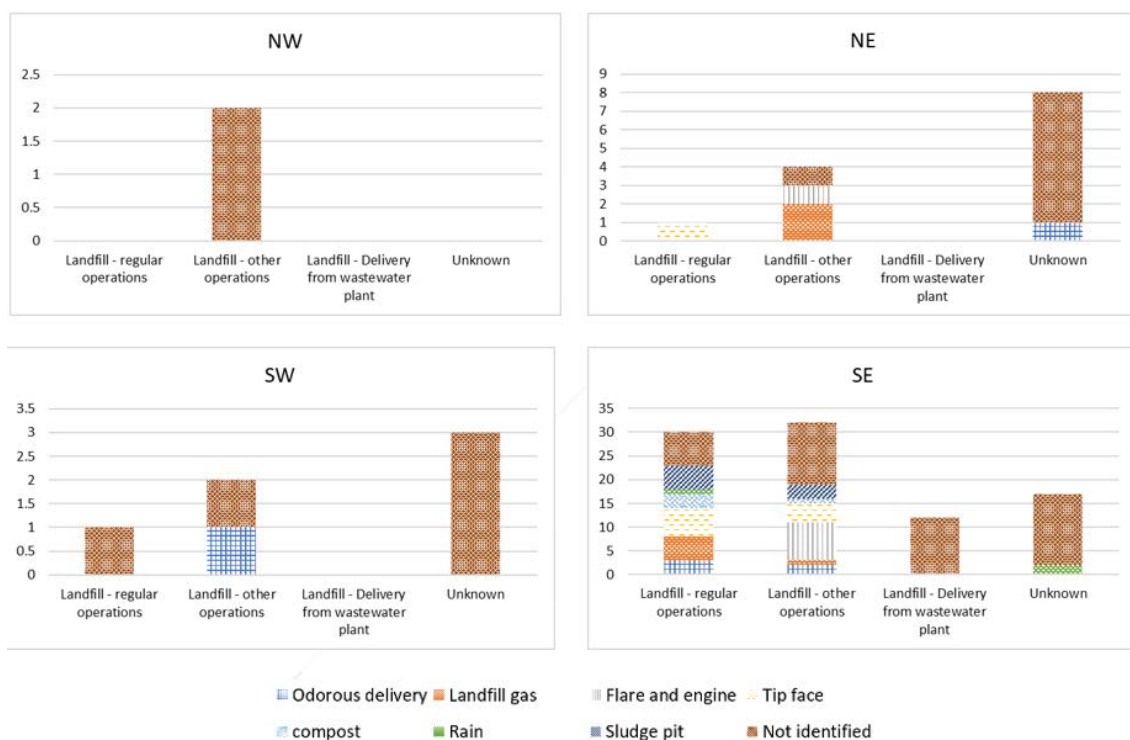 NW
2.5
2
1.5
1
0.5
0
Landfill - regular operations
Landfill - other operations
Landfill - Delivery from wastewater plant
Unknown
NE
9
8
7
6
5
4
3
2
1
0
Landfill - regular operations
Landfill - other operations
Landfill - Delivery from wastewater plant
Unknown
SW
3.5
3
2.5
2
1.5
1
0.5
0
Landfill - regular operations
Landfill - other operations
Landfill - Delivery from wastewater plant
Unknown
SE
35
30
25
20
15
10
5
0
Landfill - regular operations
Landfill - other operations
Landfill - Delivery from wastewater plant
Unknown
Odorous delivery
Landfill gas
Flare and engine
Tip face
compost
Rain
Sludge pit
Not identified